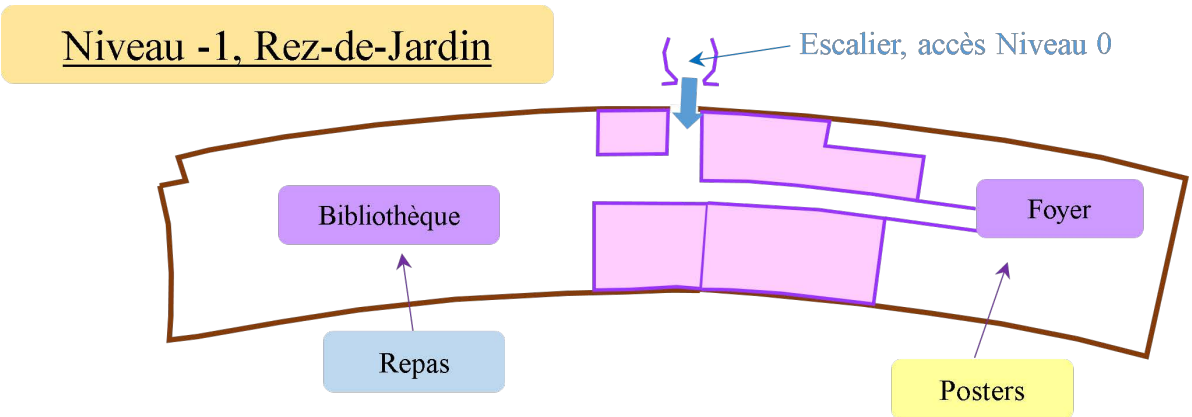 Niveau -1, Rez-de-Jardin
Escalier, accès Niveau 0
Bibliothèque
Foyer
Repas
Posters